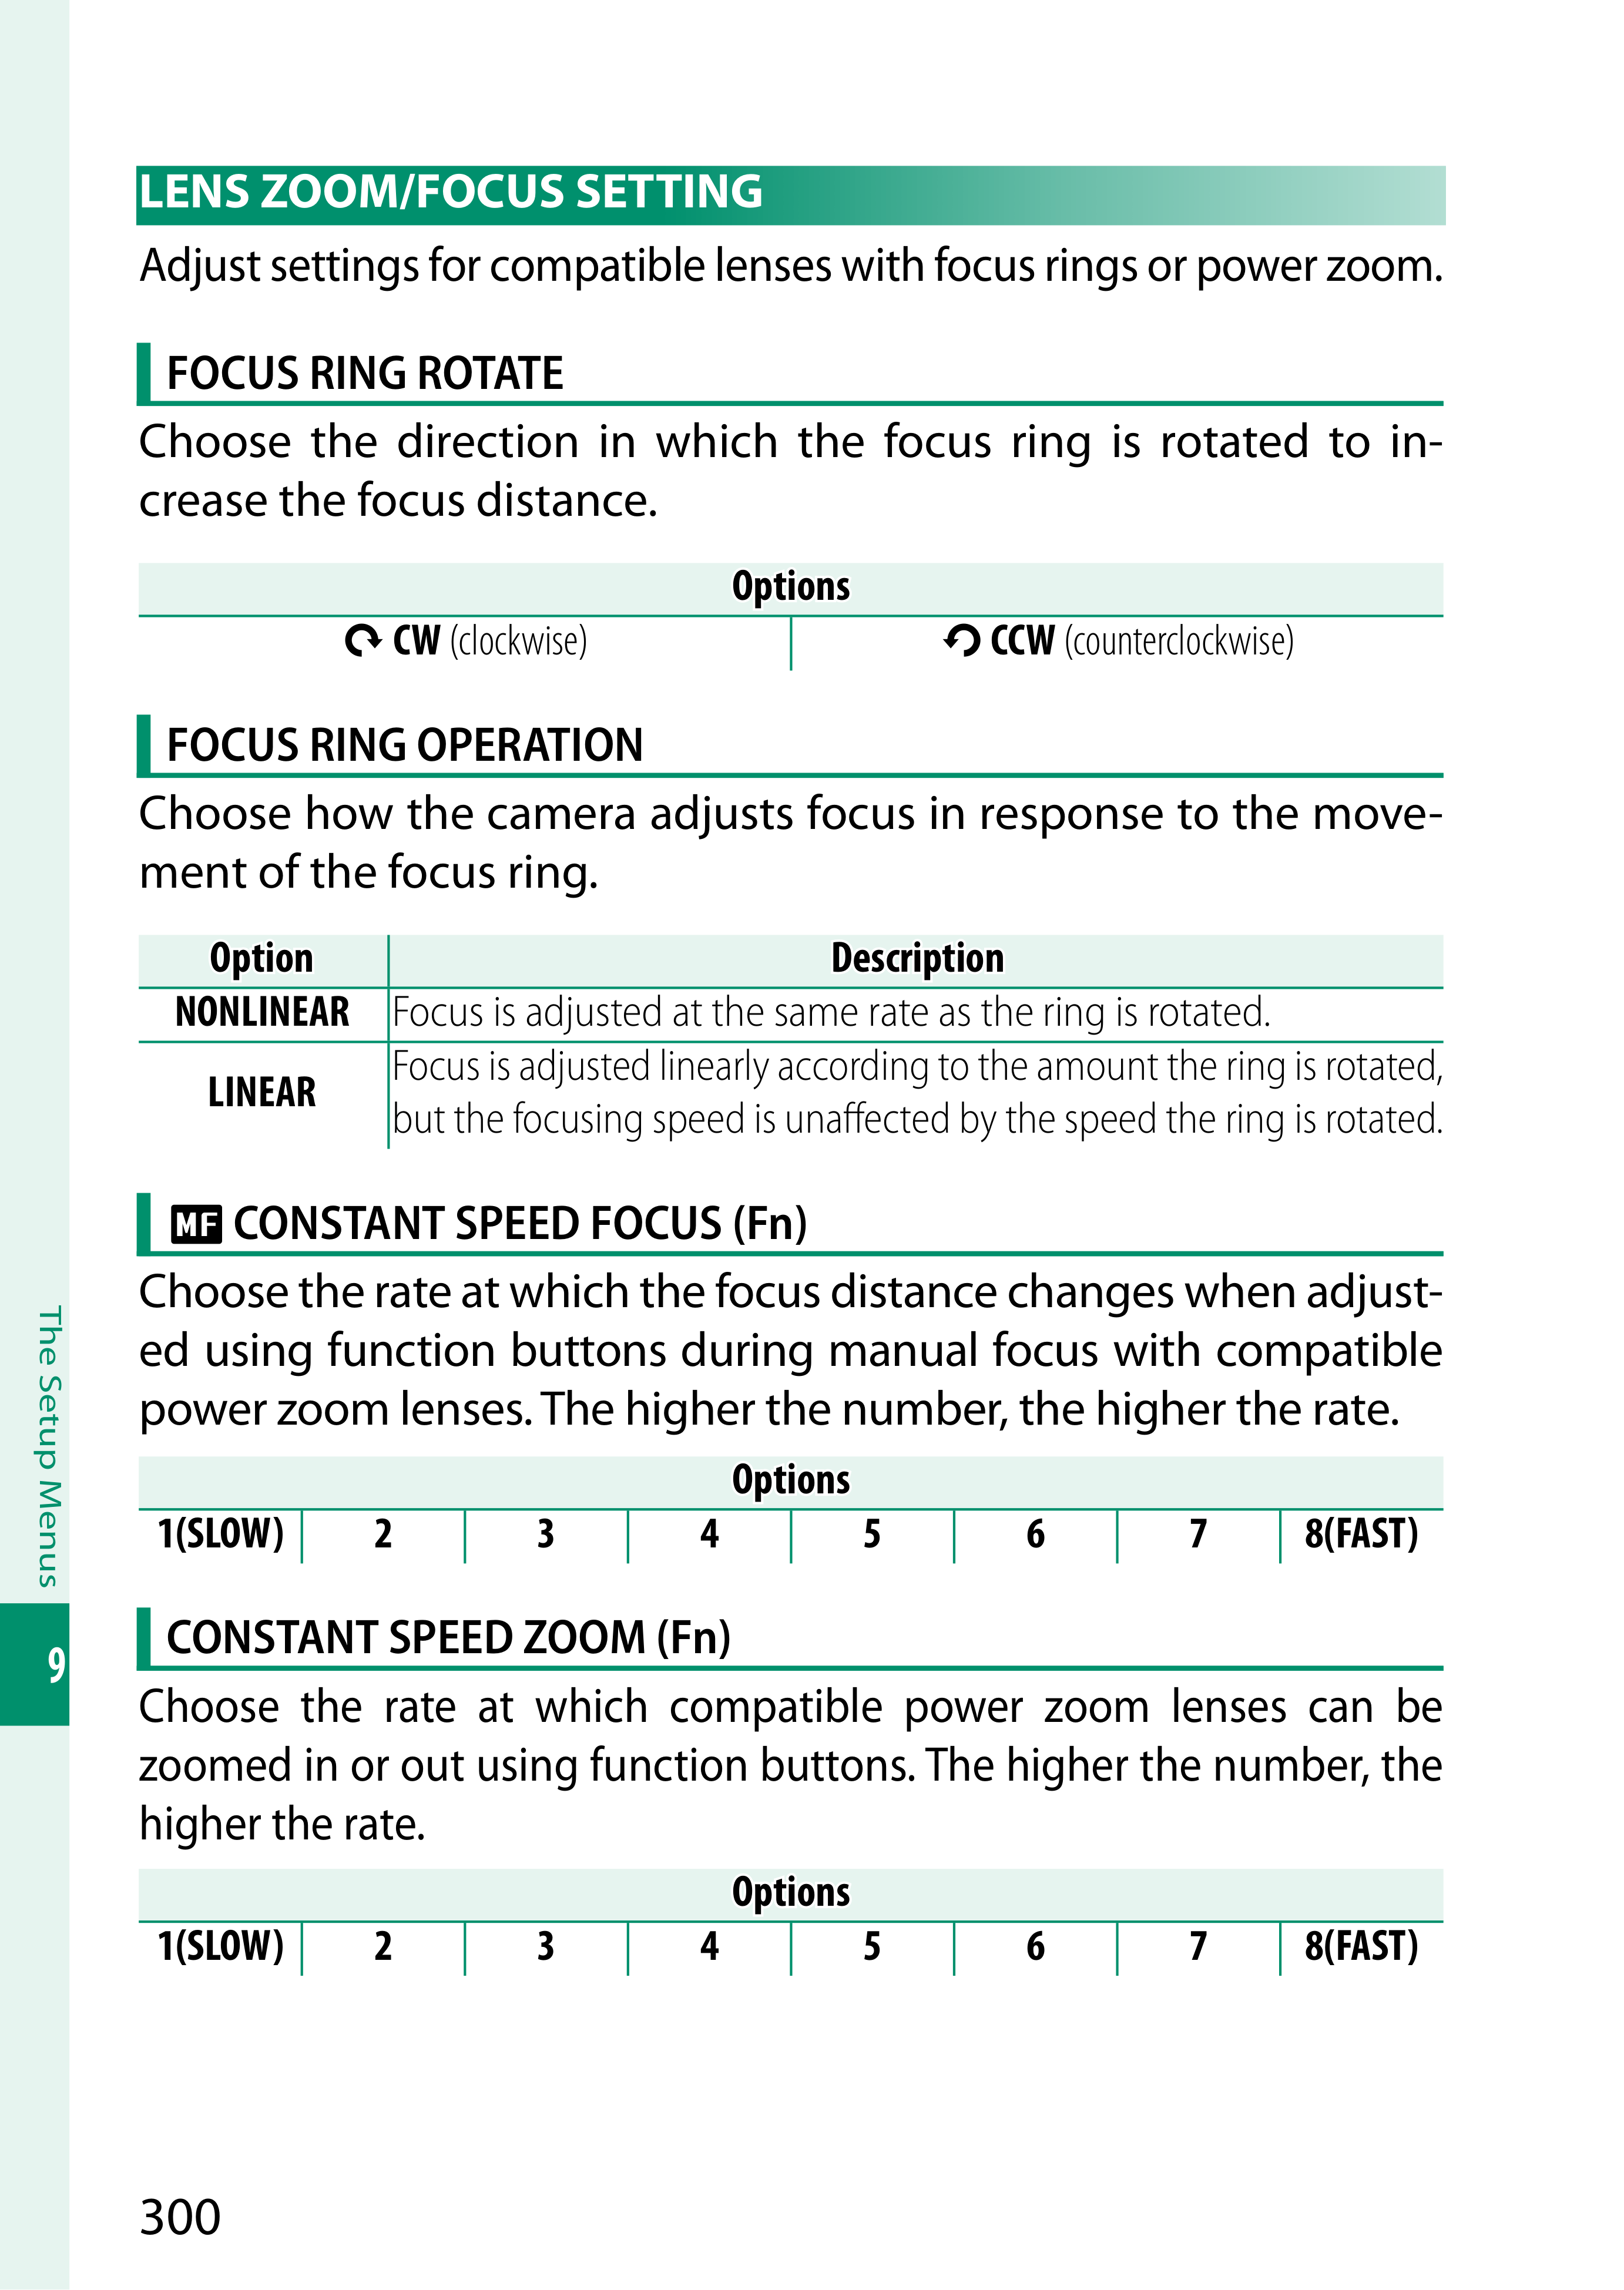 LENS ZOOM/FOCUS SETTING
Adjust settings for compatible lenses with focus rings or power zoom.
FOCUS RING ROTATE
Choose the direction in which the focus ring is rotated to in-
crease the focus distance.
Options
CW (clockwise) CCW (counterclockwise)
FOCUS RING OPERATION
Choose how the camera adjusts focus in response to the move-
ment of the focus ring.
Option Description
NONLINEAR Focus is adjusted at the same rate as the ring is rotated.
LINEAR Focus is adjusted linearly according to the amount the ring is rotated,
but the focusing speed is unaffected by the speed the ring is rotated.
MF CONSTANT SPEED FOCUS (Fn)
Choose the rate at which the focus distance changes when adjust-
ed using function buttons during manual focus with compatible
power zoom lenses. The higher the number, the higher the rate.
Options
1(SLOW) 2 3 4 5 6 7 8(FAST)
CONSTANT SPEED ZOOM (Fn)
Choose the rate at which compatible power zoom lenses can be
zoomed in or out using function buttons. The higher the number, the
higher the rate.
Options
1(SLOW) 2 3 4 5 6 7 8(FAST)
The Setup Menus
9
300